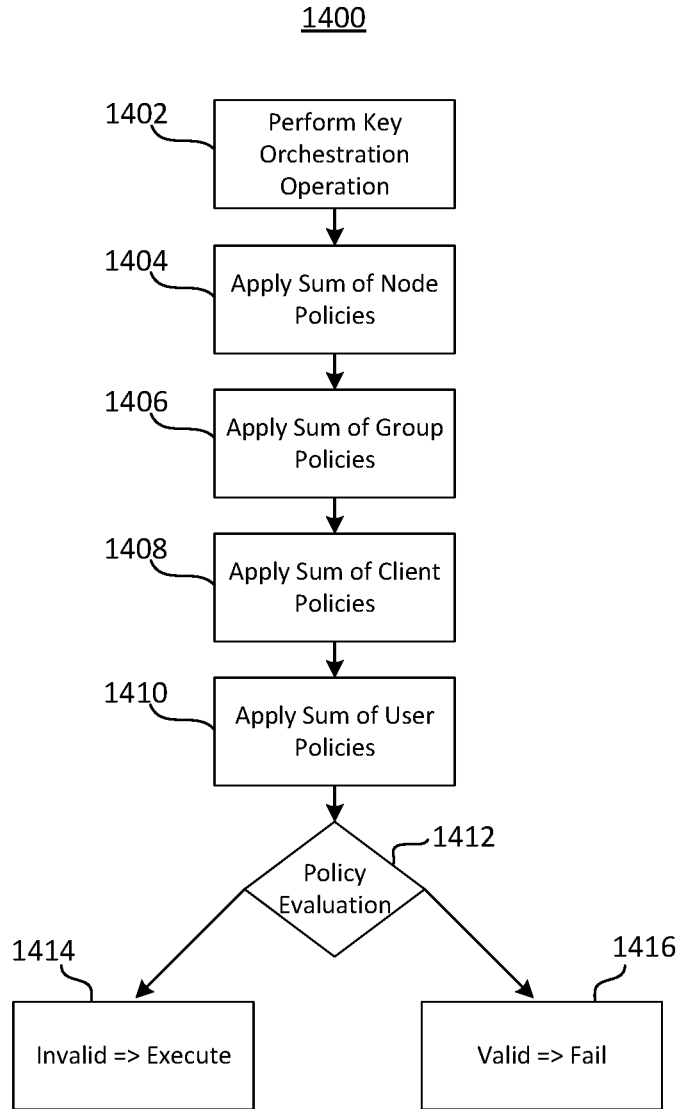 1400
1402
Perform Key
Orchestration
Operation
1404
Apply Sum of Node
Policies
1406
Apply Sum of Group
Policies
1408
Apply Sum of Client
Policies
1410
Apply Sum of User
Policies
1412
Policy
Evaluation
1414
Invalid => Execute
1416
Valid => Fail